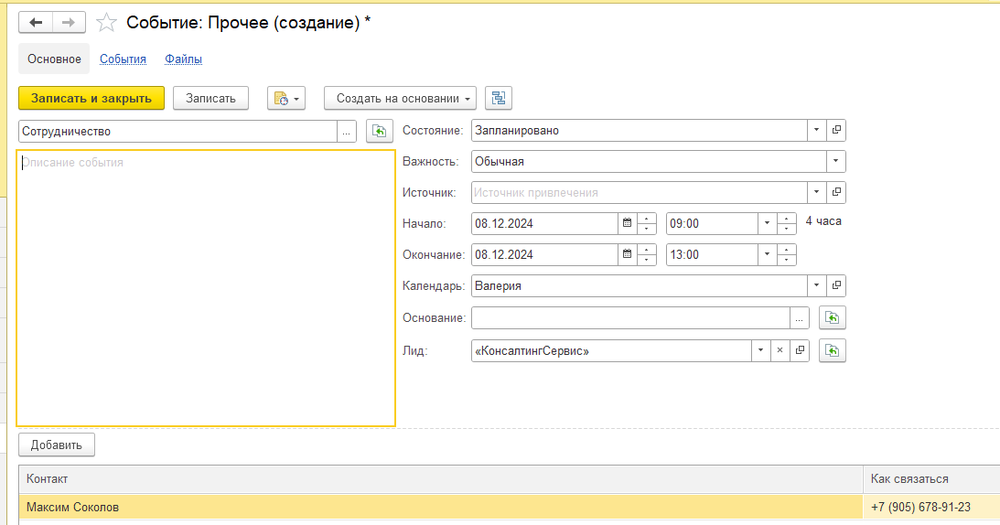 Событие: Прочее (создание) *
Основное События Файлы
Записать и закрыть Записать Создать на основании
Сотрудничество ...
Описание события
Состояние: Запланировано
Важность: Обычная
Источник: Источник привлечения
Начало: 08.12.2024 09:00 4 часа
Окончание: 08.12.2024 13:00
Календарь: Валерия
Основание: ...
Лид: «КонсалтингСервис»
Добавить
Контакт Как связаться
Максим Соколов +7 (905) 678-91-23